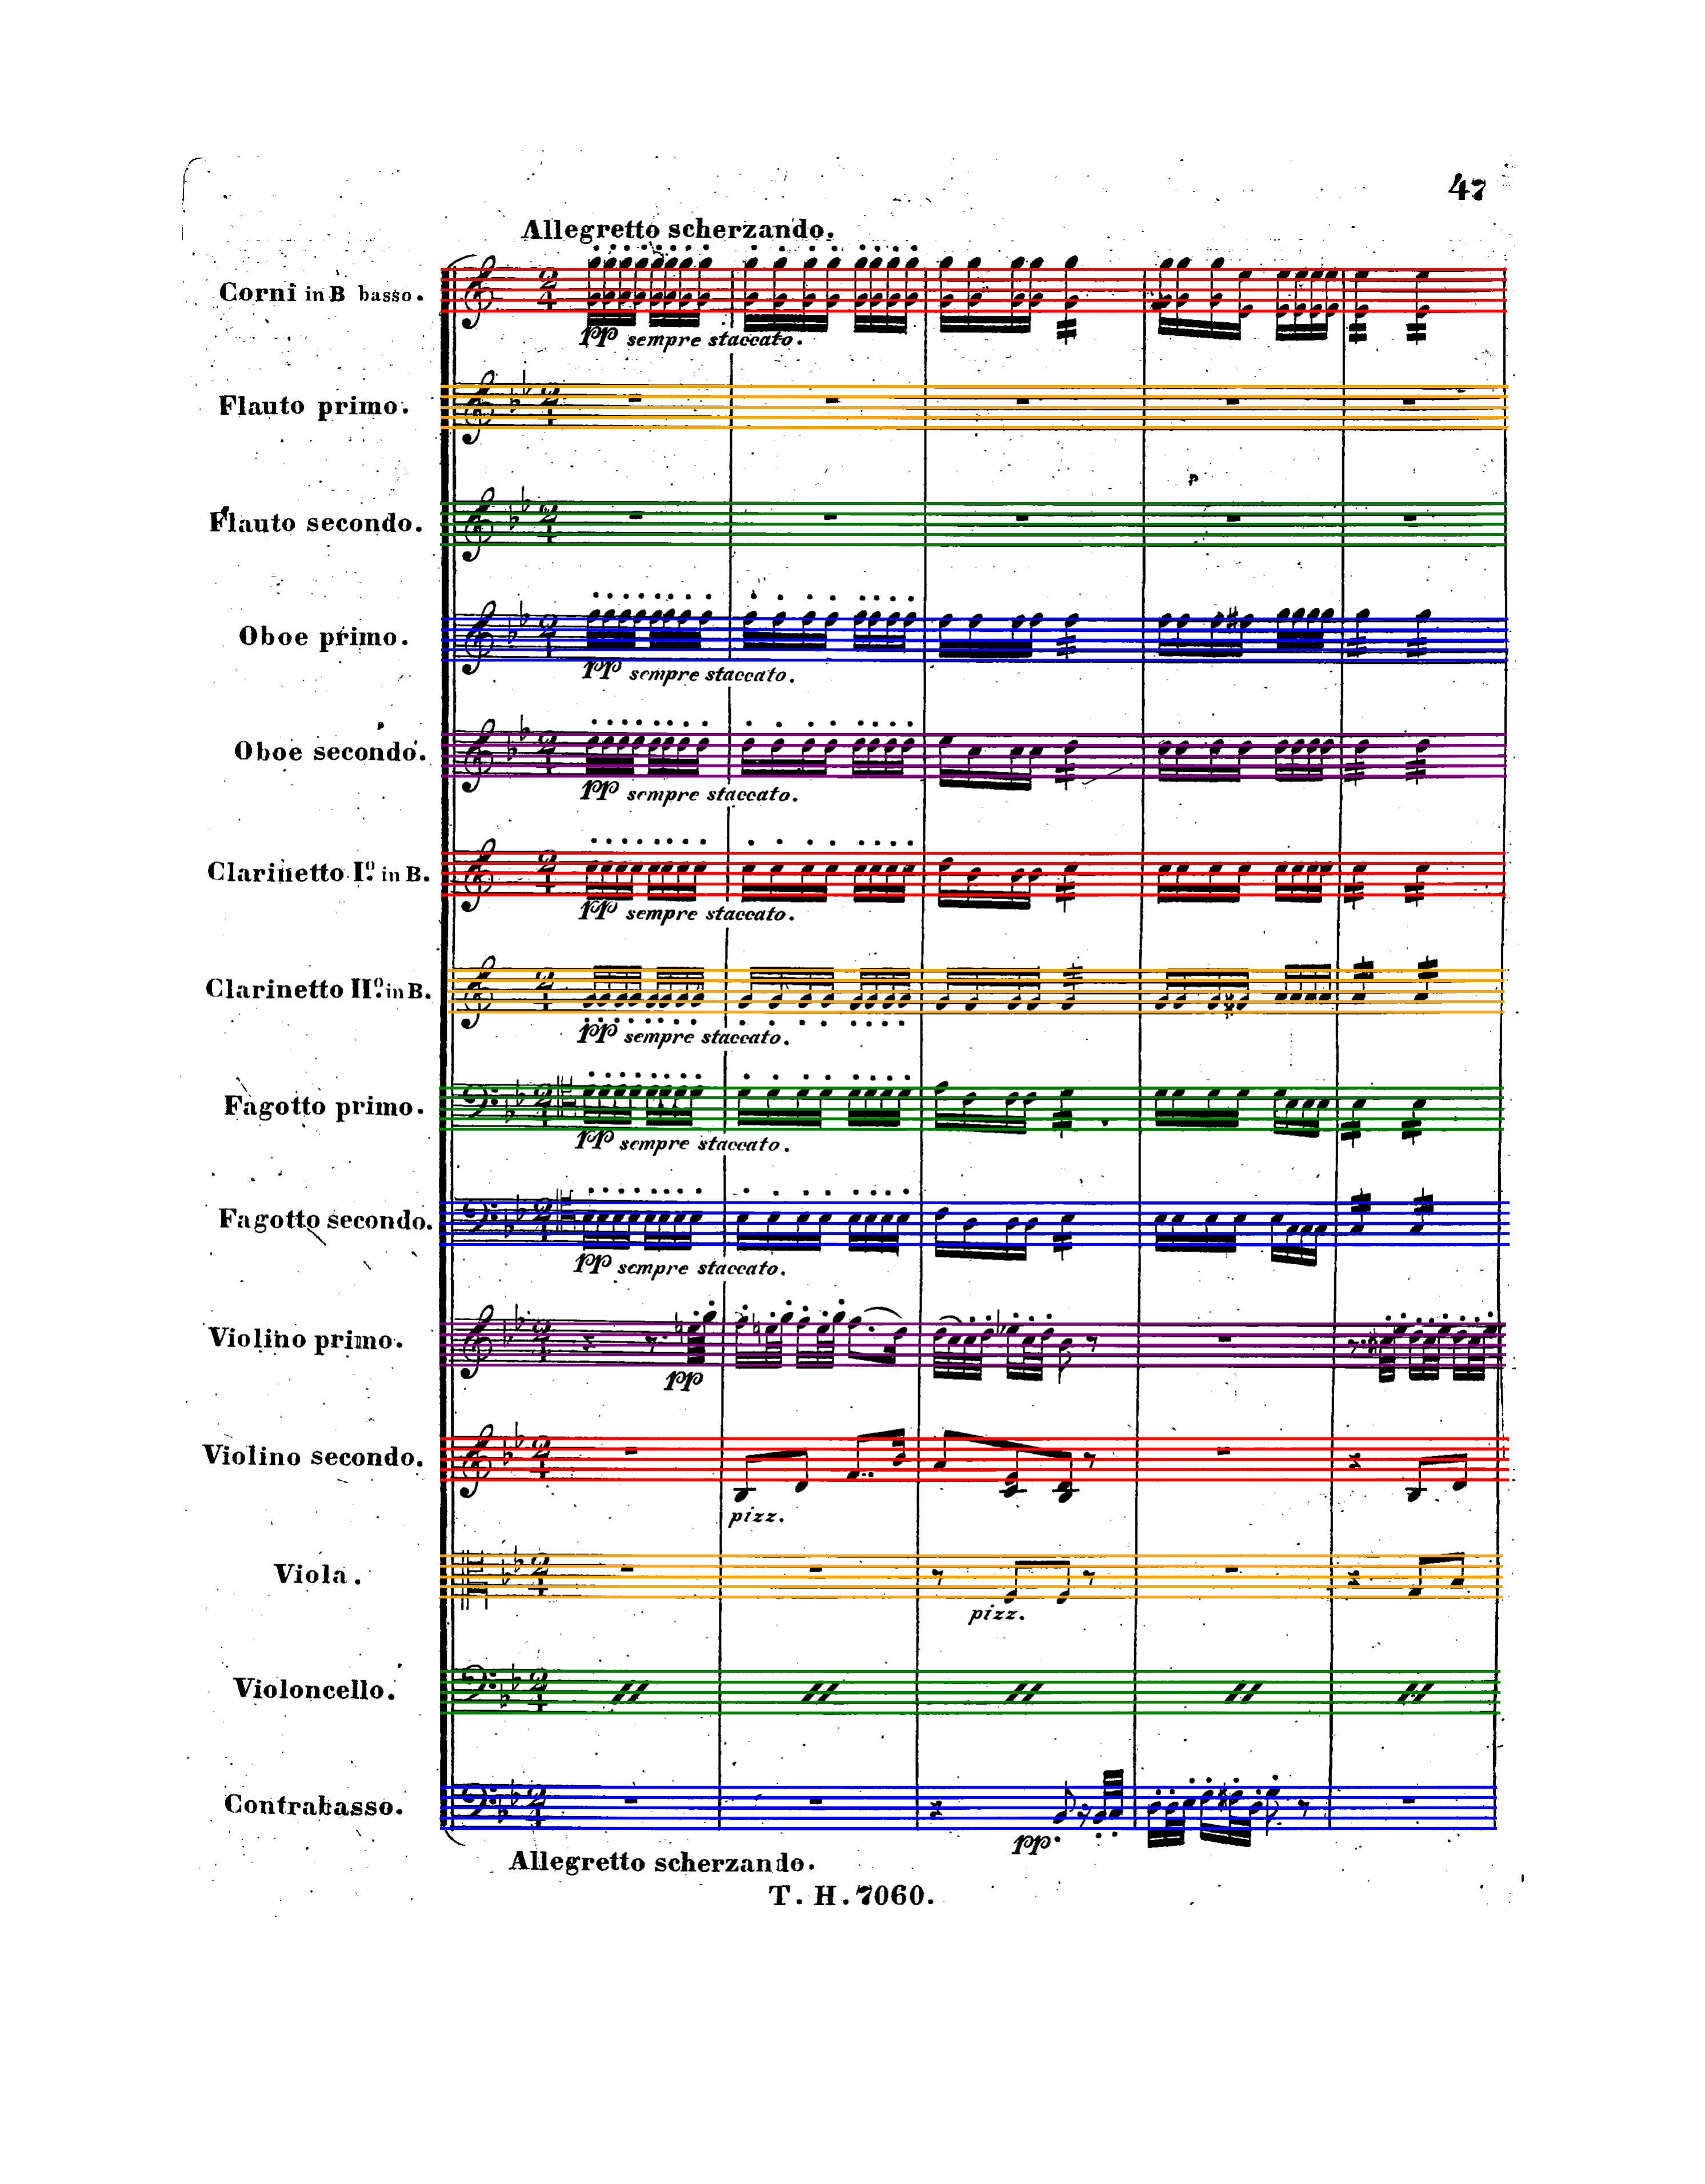 47
Allegretto scherzando.
Corni in B basso.
pp sempre staccato.
Flauto primo.
Flauto secondo.
Oboe primo.
pp sempre staccato.
Oboe secondo.
pp sempre staccato.
Clarinetto Iº. in B.
pp sempre staccato.
Clarinetto IIº. in B.
pp sempre staccato.
Fagotto primo.
pp sempre staccato.
Fagotto secondo.
pp sempre staccato.
Violino primo.
pp
Violino secondo.
pizz.
Viola.
pizz.
Violoncello.
Contrabasso.
pp.
Allegretto scherzando.
T. H. 7060.